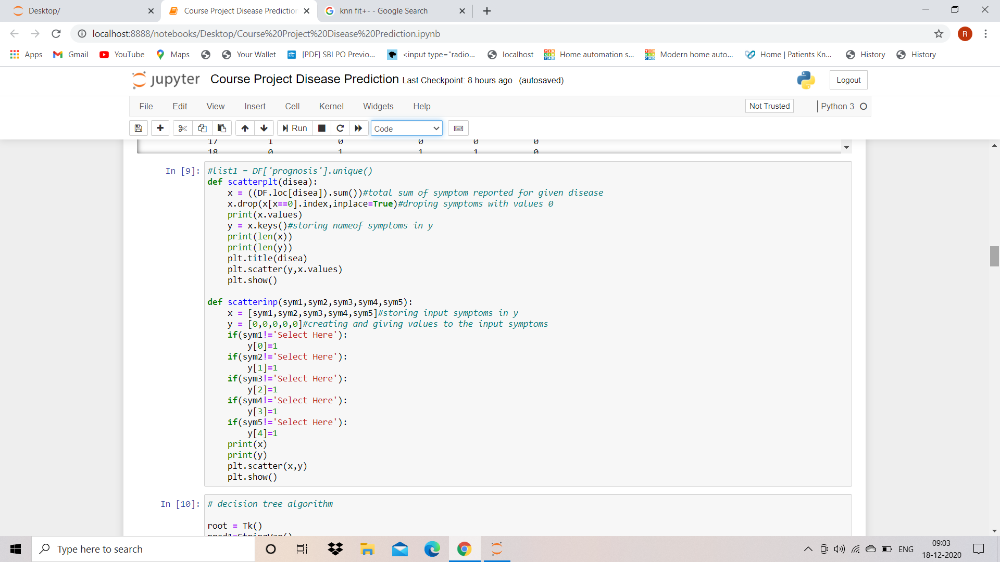 Desktop/
Course Project Disease Prediction
knn fit+- - Google Search
localhost:8888/notebooks/Desktop/Course%20Project%20Disease%20Prediction.ipynb
R
Apps
Gmail
YouTube
Maps
Your Wallet
[PDF] SBI PO Previo...
<input type="radio...
localhost
Home automation s...
Modern home auto...
Home | Patients Kn...
History
History
jupyter
Course Project Disease Prediction Last Checkpoint: 8 hours ago (autosaved)
Logout
File Edit View Insert Cell Kernel Widgets Help
Not Trusted
Python 3
Run
Code
17 1 0 0 0 0
18 0 1 1 1 0
In [9]:
#list1 = DF['prognosis'].unique()
def scatterplt(disea):
    x = ((DF.loc[disea]).sum())#total sum of symptom reported for given disease
    x.drop(x[x==0].index,inplace=True)#droping symptoms with values 0
    print(x.values)
    y = x.keys()#storing nameof symptoms in y
    print(len(x))
    print(len(y))
    plt.title(disea)
    plt.scatter(y,x.values)
    plt.show()
def scatterinp(sym1,sym2,sym3,sym4,sym5):
    x = [sym1,sym2,sym3,sym4,sym5]#storing input symptoms in y
    y = [0,0,0,0,0]#creating and giving values to the input symptoms
    if(sym1!='Select Here'):
        y[0]=1
    if(sym2!='Select Here'):
        y[1]=1
    if(sym3!='Select Here'):
        y[2]=1
    if(sym4!='Select Here'):
        y[3]=1
    if(sym5!='Select Here'):
        y[4]=1
    print(x)
    print(y)
    plt.scatter(x,y)
    plt.show()
In [10]:
# decision tree algorithm
root = Tk()
pred1=StringVar()
Type here to search
ENG
09:03
18-12-2020